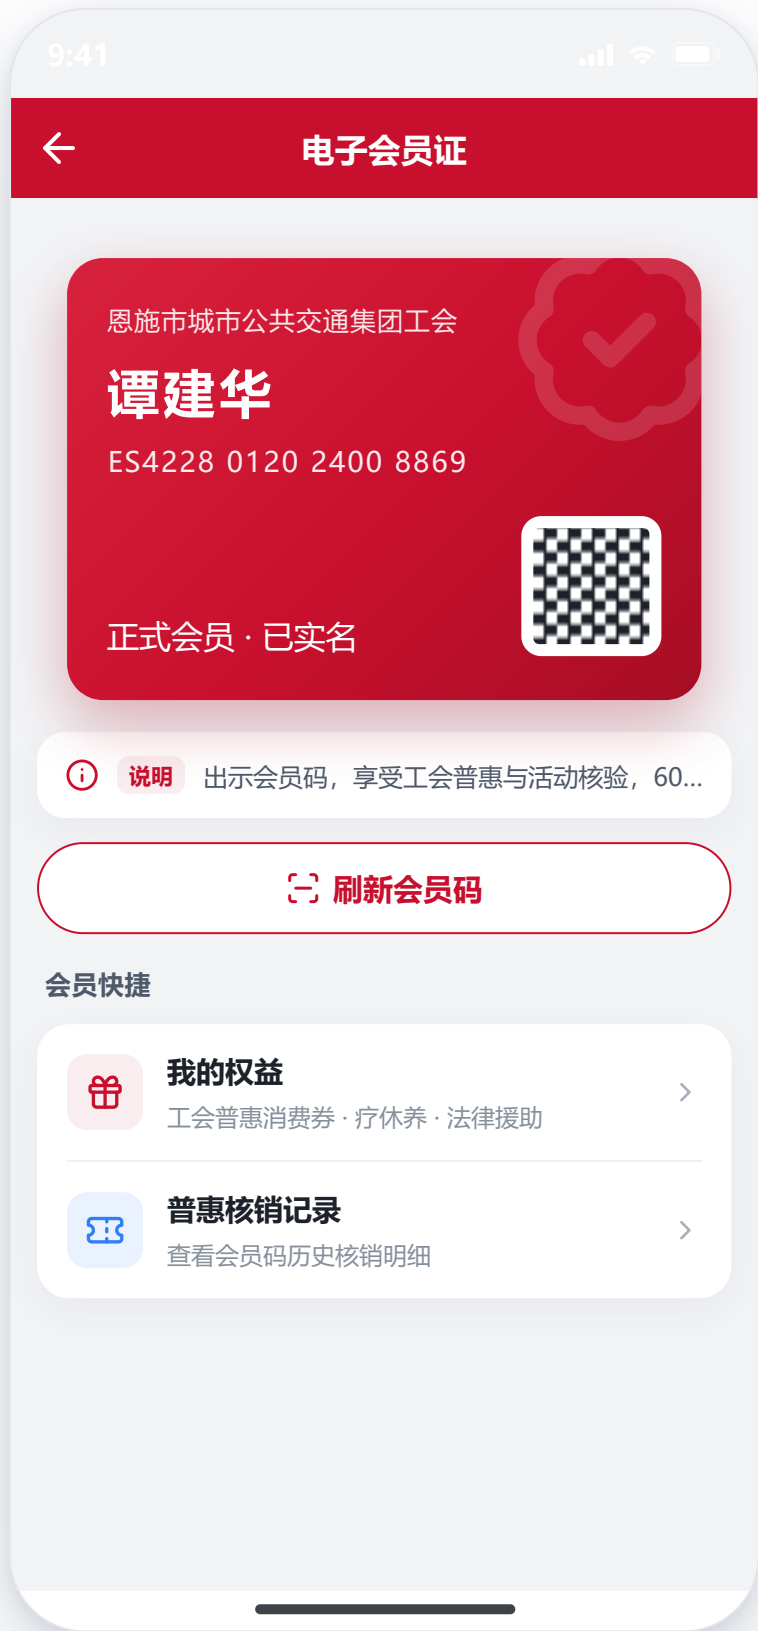 9:41
电子会员证
恩施市城市公共交通集团工会
谭建华
ES4228 0120 2400 8869
正式会员 · 已实名
说明 出示会员码，享受工会普惠与活动核验，60...
刷新会员码
会员快捷
我的权益
工会普惠消费券 · 疗休养 · 法律援助
普惠核销记录
查看会员码历史核销明细